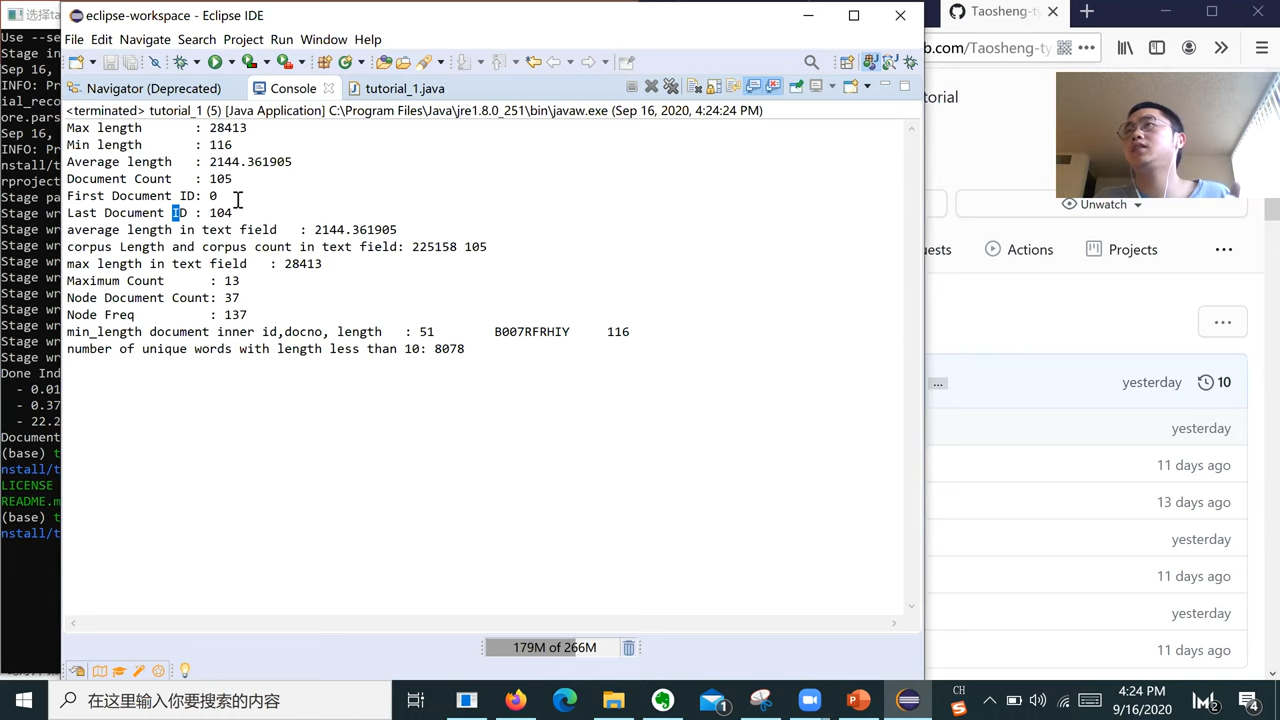 选择
eclipse-workspace - Eclipse IDE
Taosheng-ty
File Edit Navigate Search Project Run Window Help
b.com/Taosheng-ty
Navigator (Deprecated)
Console
tutorial_1.java
<terminated> tutorial_1 (5) [Java Application] C:\Program Files\Java\jre1.8.0_251\bin\javaw.exe (Sep 16, 2020, 4:24:24 PM)
Max length : 28413
Min length : 116
Average length : 2144.361905
Document Count : 105
First Document ID: 0
Last Document ID : 104
average length in text field : 2144.361905
corpus Length and corpus count in text field: 225158 105
max length in text field : 28413
Maximum Count : 13
Node Document Count: 37
Node Freq : 137
min_length document inner id,docno, length : 51 B007RFRHIY 116
number of unique words with length less than 10: 8078
179M of 266M
Use --se
Stage in
Sep 16,
INFO: Pr
ial_reco
ore.pars
Sep 16,
INFO: Pr
nstall/t
rproject
Stage pa
Stage wr
Stage wr
Stage wr
Stage wr
Stage wr
Stage wr
Stage wr
Stage wr
Stage wr
Stage wr
Done Ind
- 0.01
- 0.37
- 22.2
Document
(base) t
nstall/t
LICENSE
README.m
(base) t
nstall/t
torial
Unwatch
uests
Actions
Projects
...
...
...
yesterday
10
yesterday
11 days ago
13 days ago
yesterday
11 days ago
yesterday
11 days ago
在这里输入你要搜索的内容
1
CH
4:24 PM
9/16/2020
2
4